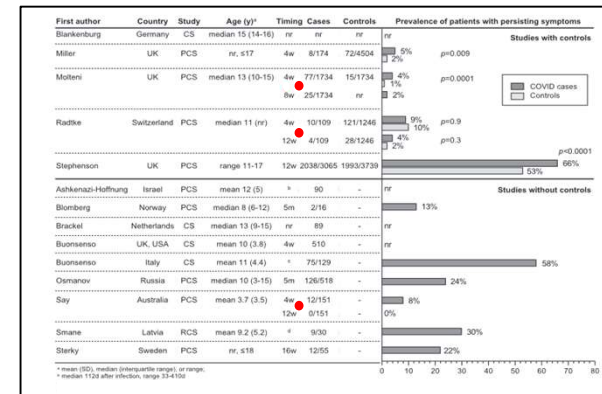 First author Country Study Age (y)ᵃ Timing Cases Controls Prevalence of patients with persisting symptoms
Blankenburg Germany CS median 15 (14-16) nr nr nr nr Studies with controls
Miller UK PCS nr, ≤17 4w 8/174 72/4504 5% 2% p=0.009
Molteni UK PCS median 13 (10-15) 4w 77/1734 15/1734 4% 1% p=0.0001
8w 25/1734 nr 2%
COVID cases
Controls
Radtke Switzerland PCS median 11 (nr) 4w 10/109 121/1246 9% 10% p=0.9
12w 4/109 28/1246 4% 2% p=0.3
p<0.0001
Stephenson UK PCS range 11-17 12w 2038/3065 1993/3739 66%
53%
Ashkenazi-Hoffnung Israel PCS mean 12 (5) ᵇ 90 - nr Studies without controls
Blomberg Norway PCS median 8 (6-12) 5m 2/16 - 13%
Brackel Netherlands CS median 13 (9-15) nr 89 - nr
Buonsenso UK, USA CS mean 10 (3.8) 4w 510 - nr
Buonsenso Italy CS mean 11 (4.4) ᶜ 75/129 - 58%
Osmanov Russia PCS median 10 (3-15) 5m 126/518 - 24%
Say Australia PCS mean 3.7 (3.5) 4w 12/151 - 8%
12w 0/151 - 0%
Smane Latvia RCS mean 9.2 (5.2) ᵈ 9/30 - 30%
Sterky Sweden PCS nr, ≤18 16w 12/55 - 22%
0 10 20 30 40 50 60 70 80
ᵃ mean (SD), median (interquartile range), or range,
ᵇ median 112d after infection, range 33-410d